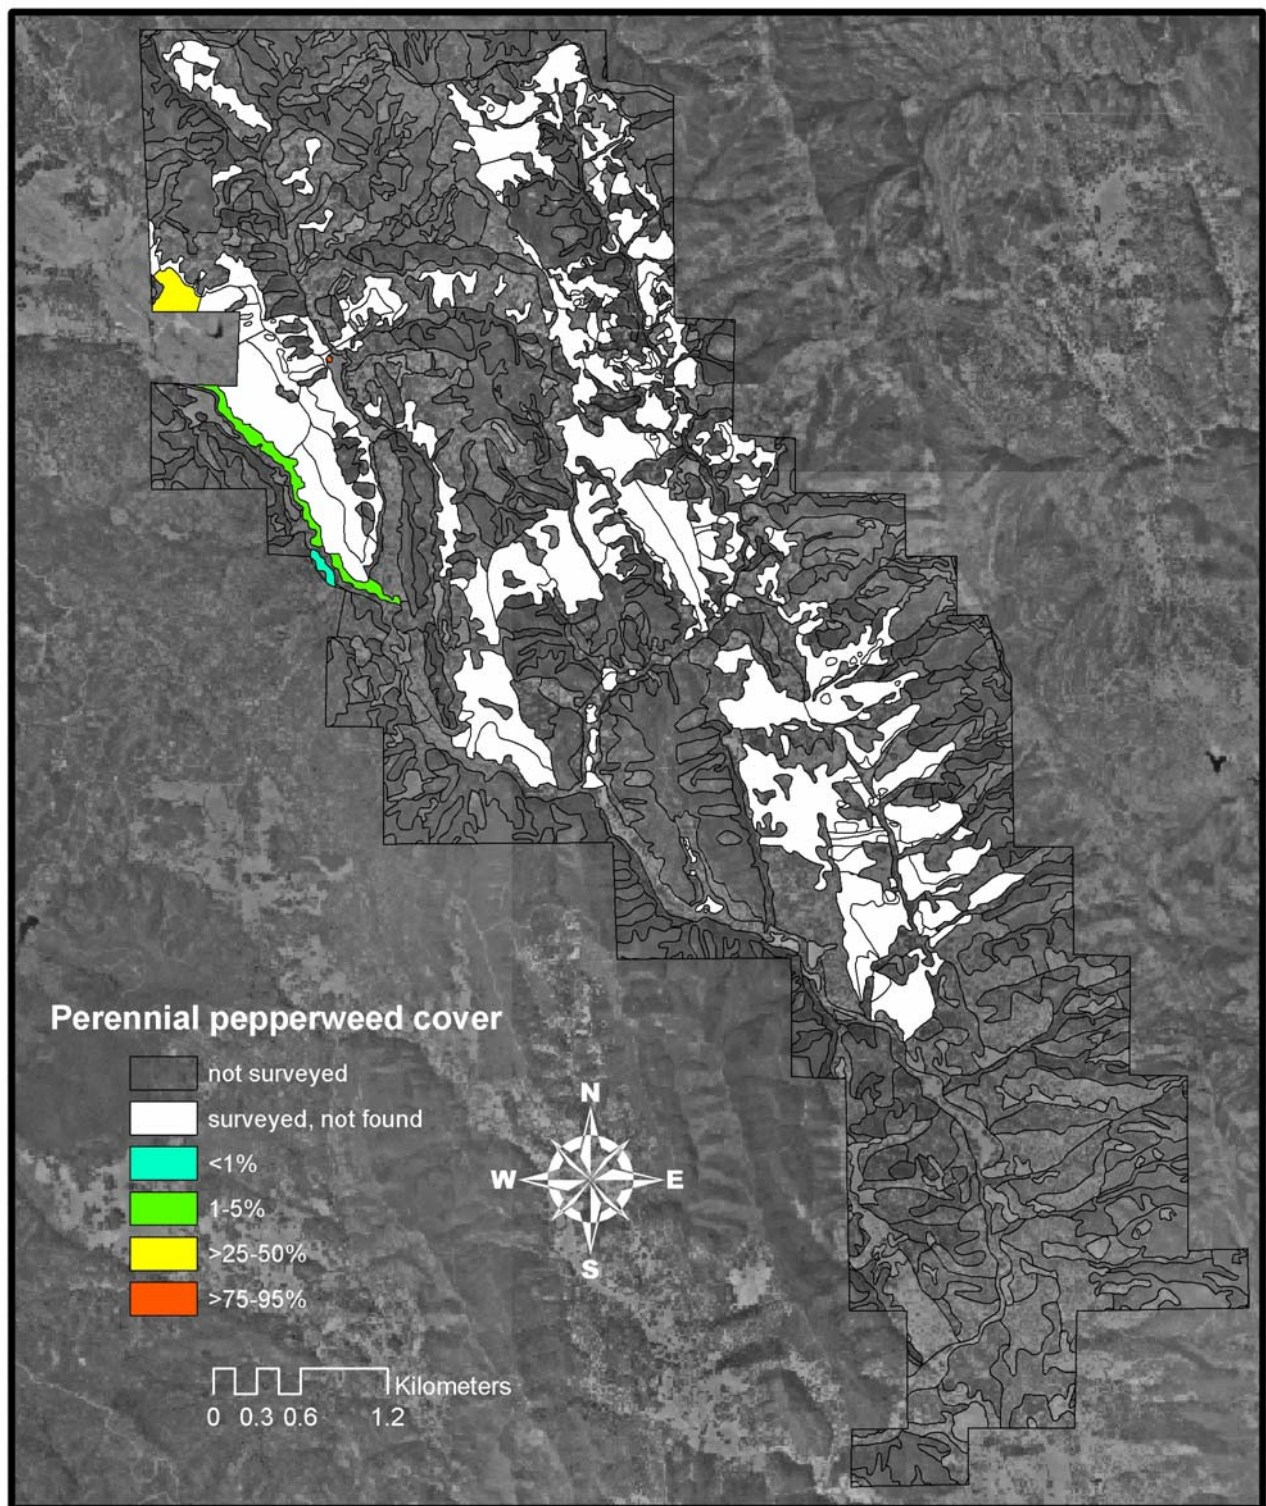 Perennial pepperweed cover
not surveyed
surveyed, not found
<1%
1-5%
>25-50%
>75-95%
N
W E
S
Kilometers
0 0.3 0.6 1.2